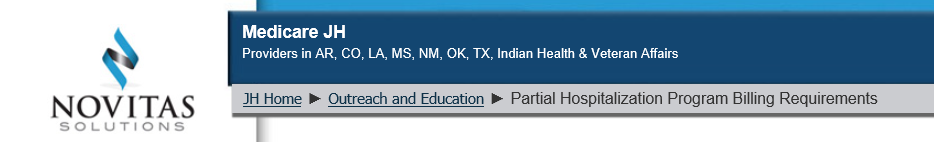 NOVITAS
SOLUTIONS
Medicare JH
Providers in AR, CO, LA, MS, NM, OK, TX, Indian Health & Veteran Affairs
JH Home ► Outreach and Education ► Partial Hospitalization Program Billing Requirements